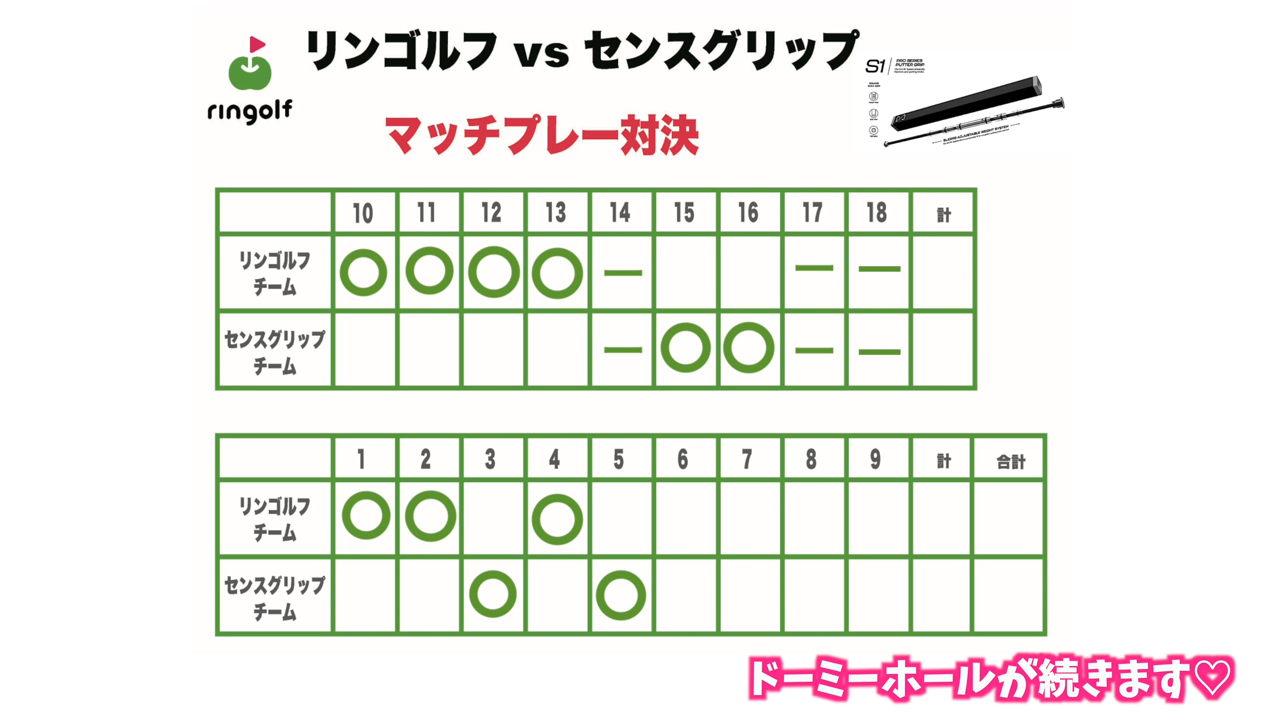 リンゴルフ vs センスグリップ
ringolf
S1 PRO SERIES
PUTTER GRIP
マッチプレー対決
10 11 12 13 14 15 16 17 18 計
リンゴルフ
チーム
センスグリップ
チーム
1 2 3 4 5 6 7 8 9 計 合計
リンゴルフ
チーム
センスグリップ
チーム
ドーミーホールが続きます♡